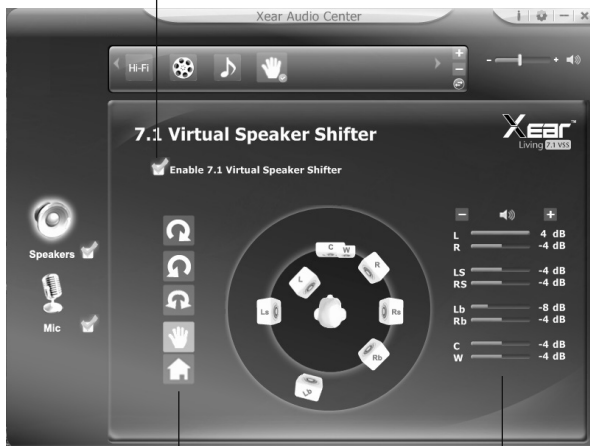 Xear Audio Center
i
Hi-Fi
7.1 Virtual Speaker Shifter
Xear™
Living 7.1 VSS
Enable 7.1 Virtual Speaker Shifter
Speakers
Mic
C W
L
R
Ls
Rs
Rb
Lb
L 4 dB
R -4 dB
LS -4 dB
RS -4 dB
Lb -8 dB
Rb -4 dB
C -4 dB
W -4 dB